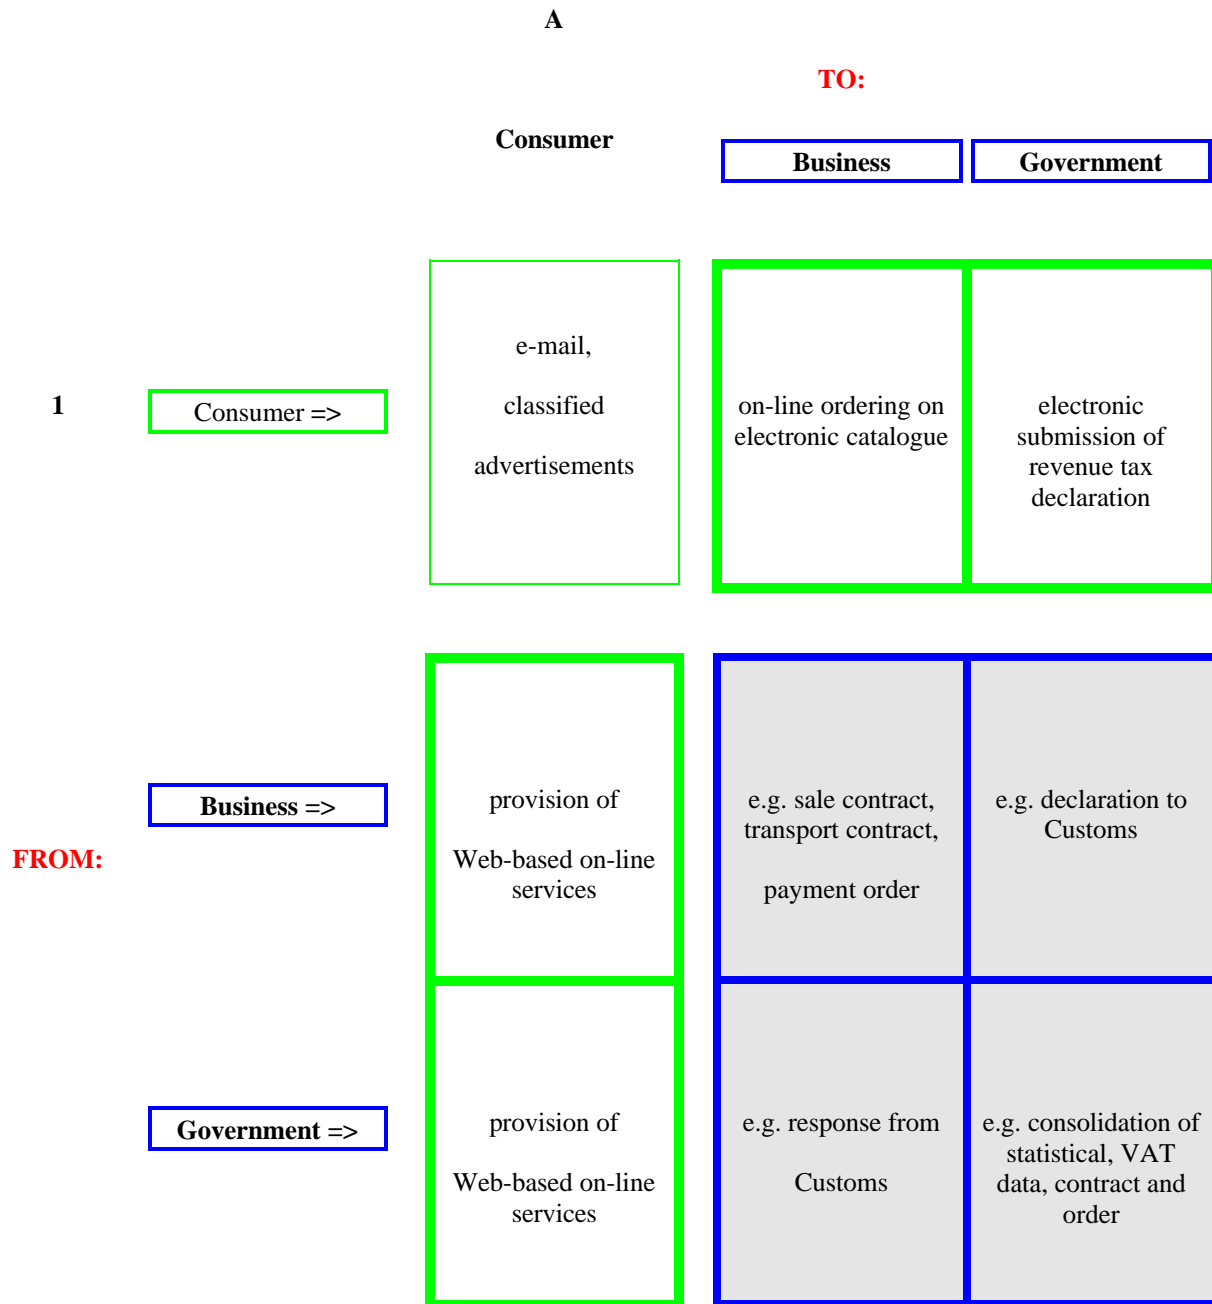 A
TO:
Consumer
Business
Government
1
Consumer =>
e-mail,
classified
advertisements
on-line ordering on
electronic catalogue
electronic
submission of
revenue tax
declaration
FROM:
Business =>
provision of
Web-based on-line
services
e.g. sale contract,
transport contract,
payment order
e.g. declaration to
Customs
Government =>
provision of
Web-based on-line
services
e.g. response from
Customs
e.g. consolidation of
statistical, VAT
data, contract and
order